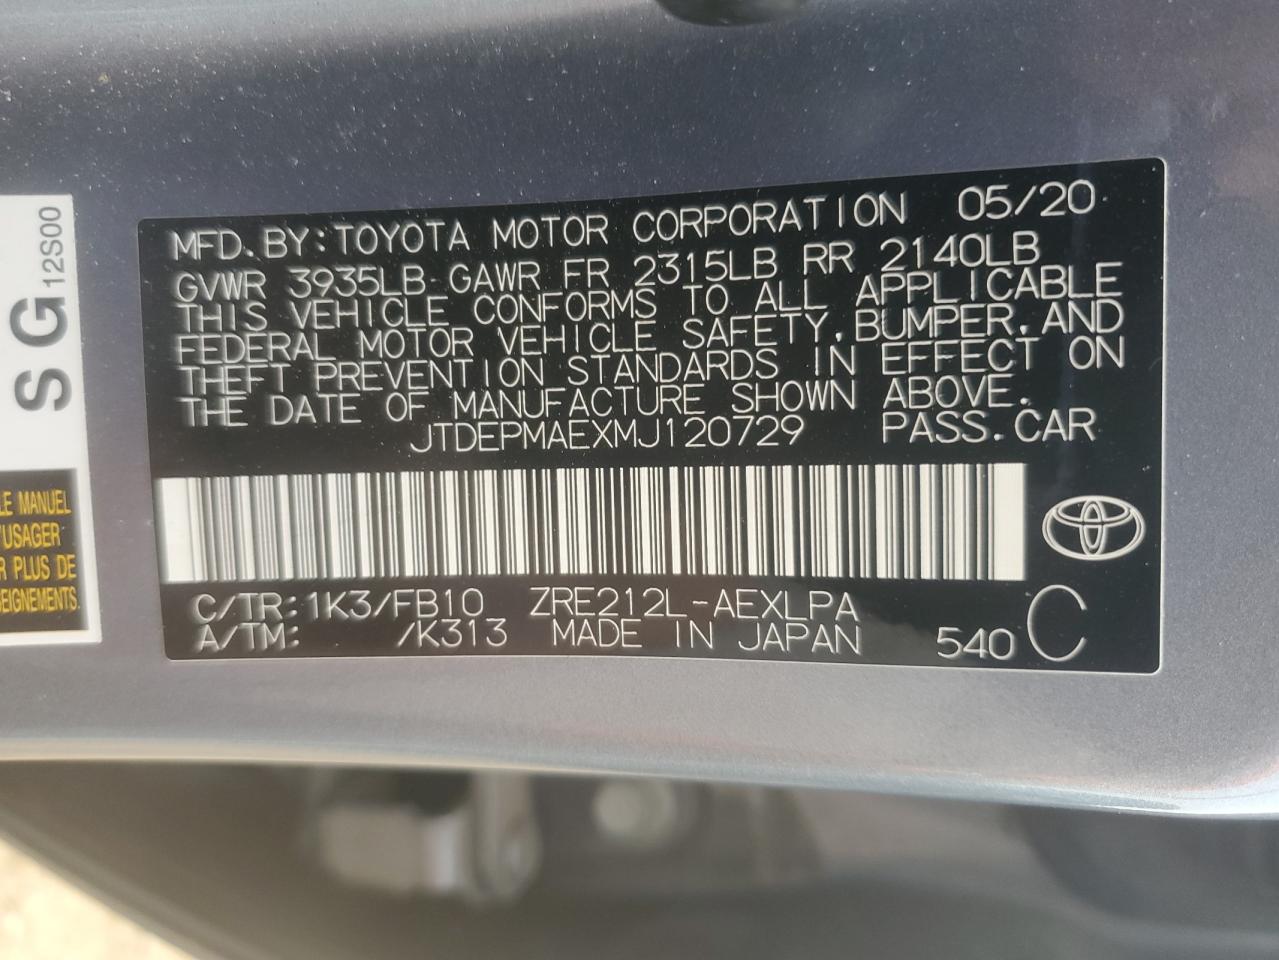 MFD. BY: TOYOTA MOTOR CORPORATION 05/20
GVWR 3935LB GAWR FR 2315LB RR 2140LB
THIS VEHICLE CONFORMS TO ALL APPLICABLE
FEDERAL MOTOR VEHICLE SAFETY, BUMPER, AND
THEFT PREVENTION STANDARDS IN EFFECT ON
THE DATE OF MANUFACTURE SHOWN ABOVE.
JTDEPMAEXMJ120729 PASS. CAR
C/TR: 1K3/FB10 ZRE212L-AEXLPA
A/TM: /K313 MADE IN JAPAN 540 C
SG 12S00
LE MANUEL
'USAGER
R PLUS DE
SEIGNEMENTS.